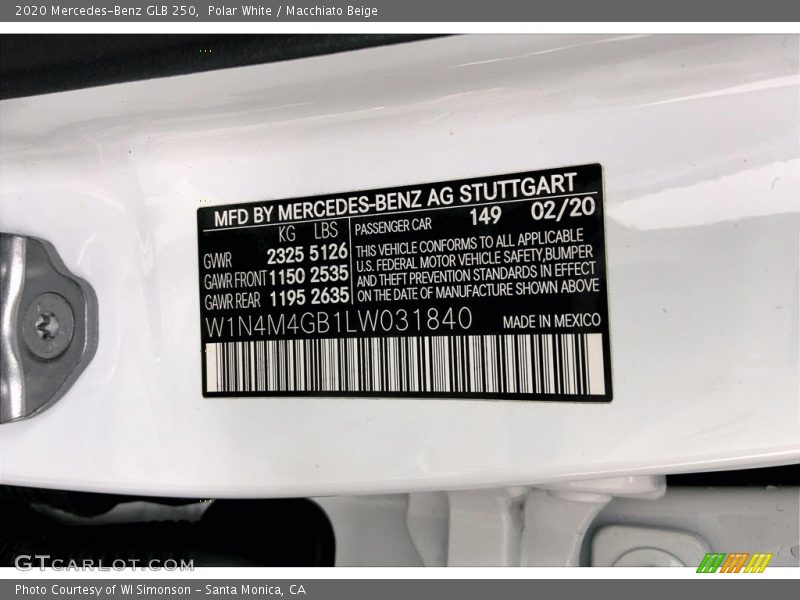 2020 Mercedes-Benz GLB 250,  Polar White / Macchiato Beige
MFD BY MERCEDES-BENZ AG STUTTGART
KG LBS PASSENGER CAR 149 02/20
GVWR 2325 5126
GAWR FRONT 1150 2535
GAWR REAR 1195 2635
THIS VEHICLE CONFORMS TO ALL APPLICABLE
U.S. FEDERAL MOTOR VEHICLE SAFETY, BUMPER
AND THEFT PREVENTION STANDARDS IN EFFECT
ON THE DATE OF MANUFACTURE SHOWN ABOVE
W1N4M4GB1LW031840 MADE IN MEXICO
GTCARLOT.COM
Photo Courtesy of WI Simonson - Santa Monica, CA